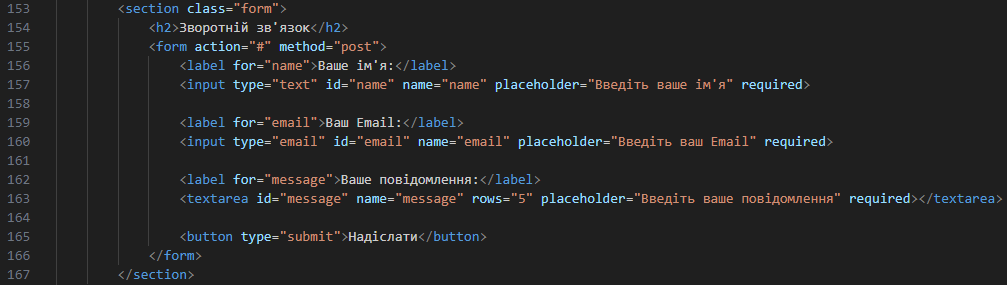 153 <section class="form">
154 <h2>Зворотній зв'язок</h2>
155 <form action="#" method="post">
156 <label for="name">Ваше ім'я:</label>
157 <input type="text" id="name" name="name" placeholder="Введіть ваше ім'я" required>
158
159 <label for="email">Ваш Email:</label>
160 <input type="email" id="email" name="email" placeholder="Введіть ваш Email" required>
161
162 <label for="message">Ваше повідомлення:</label>
163 <textarea id="message" name="message" rows="5" placeholder="Введіть ваше повідомлення" required></textarea>
164
165 <button type="submit">Надіслати</button>
166 </form>
167 </section>